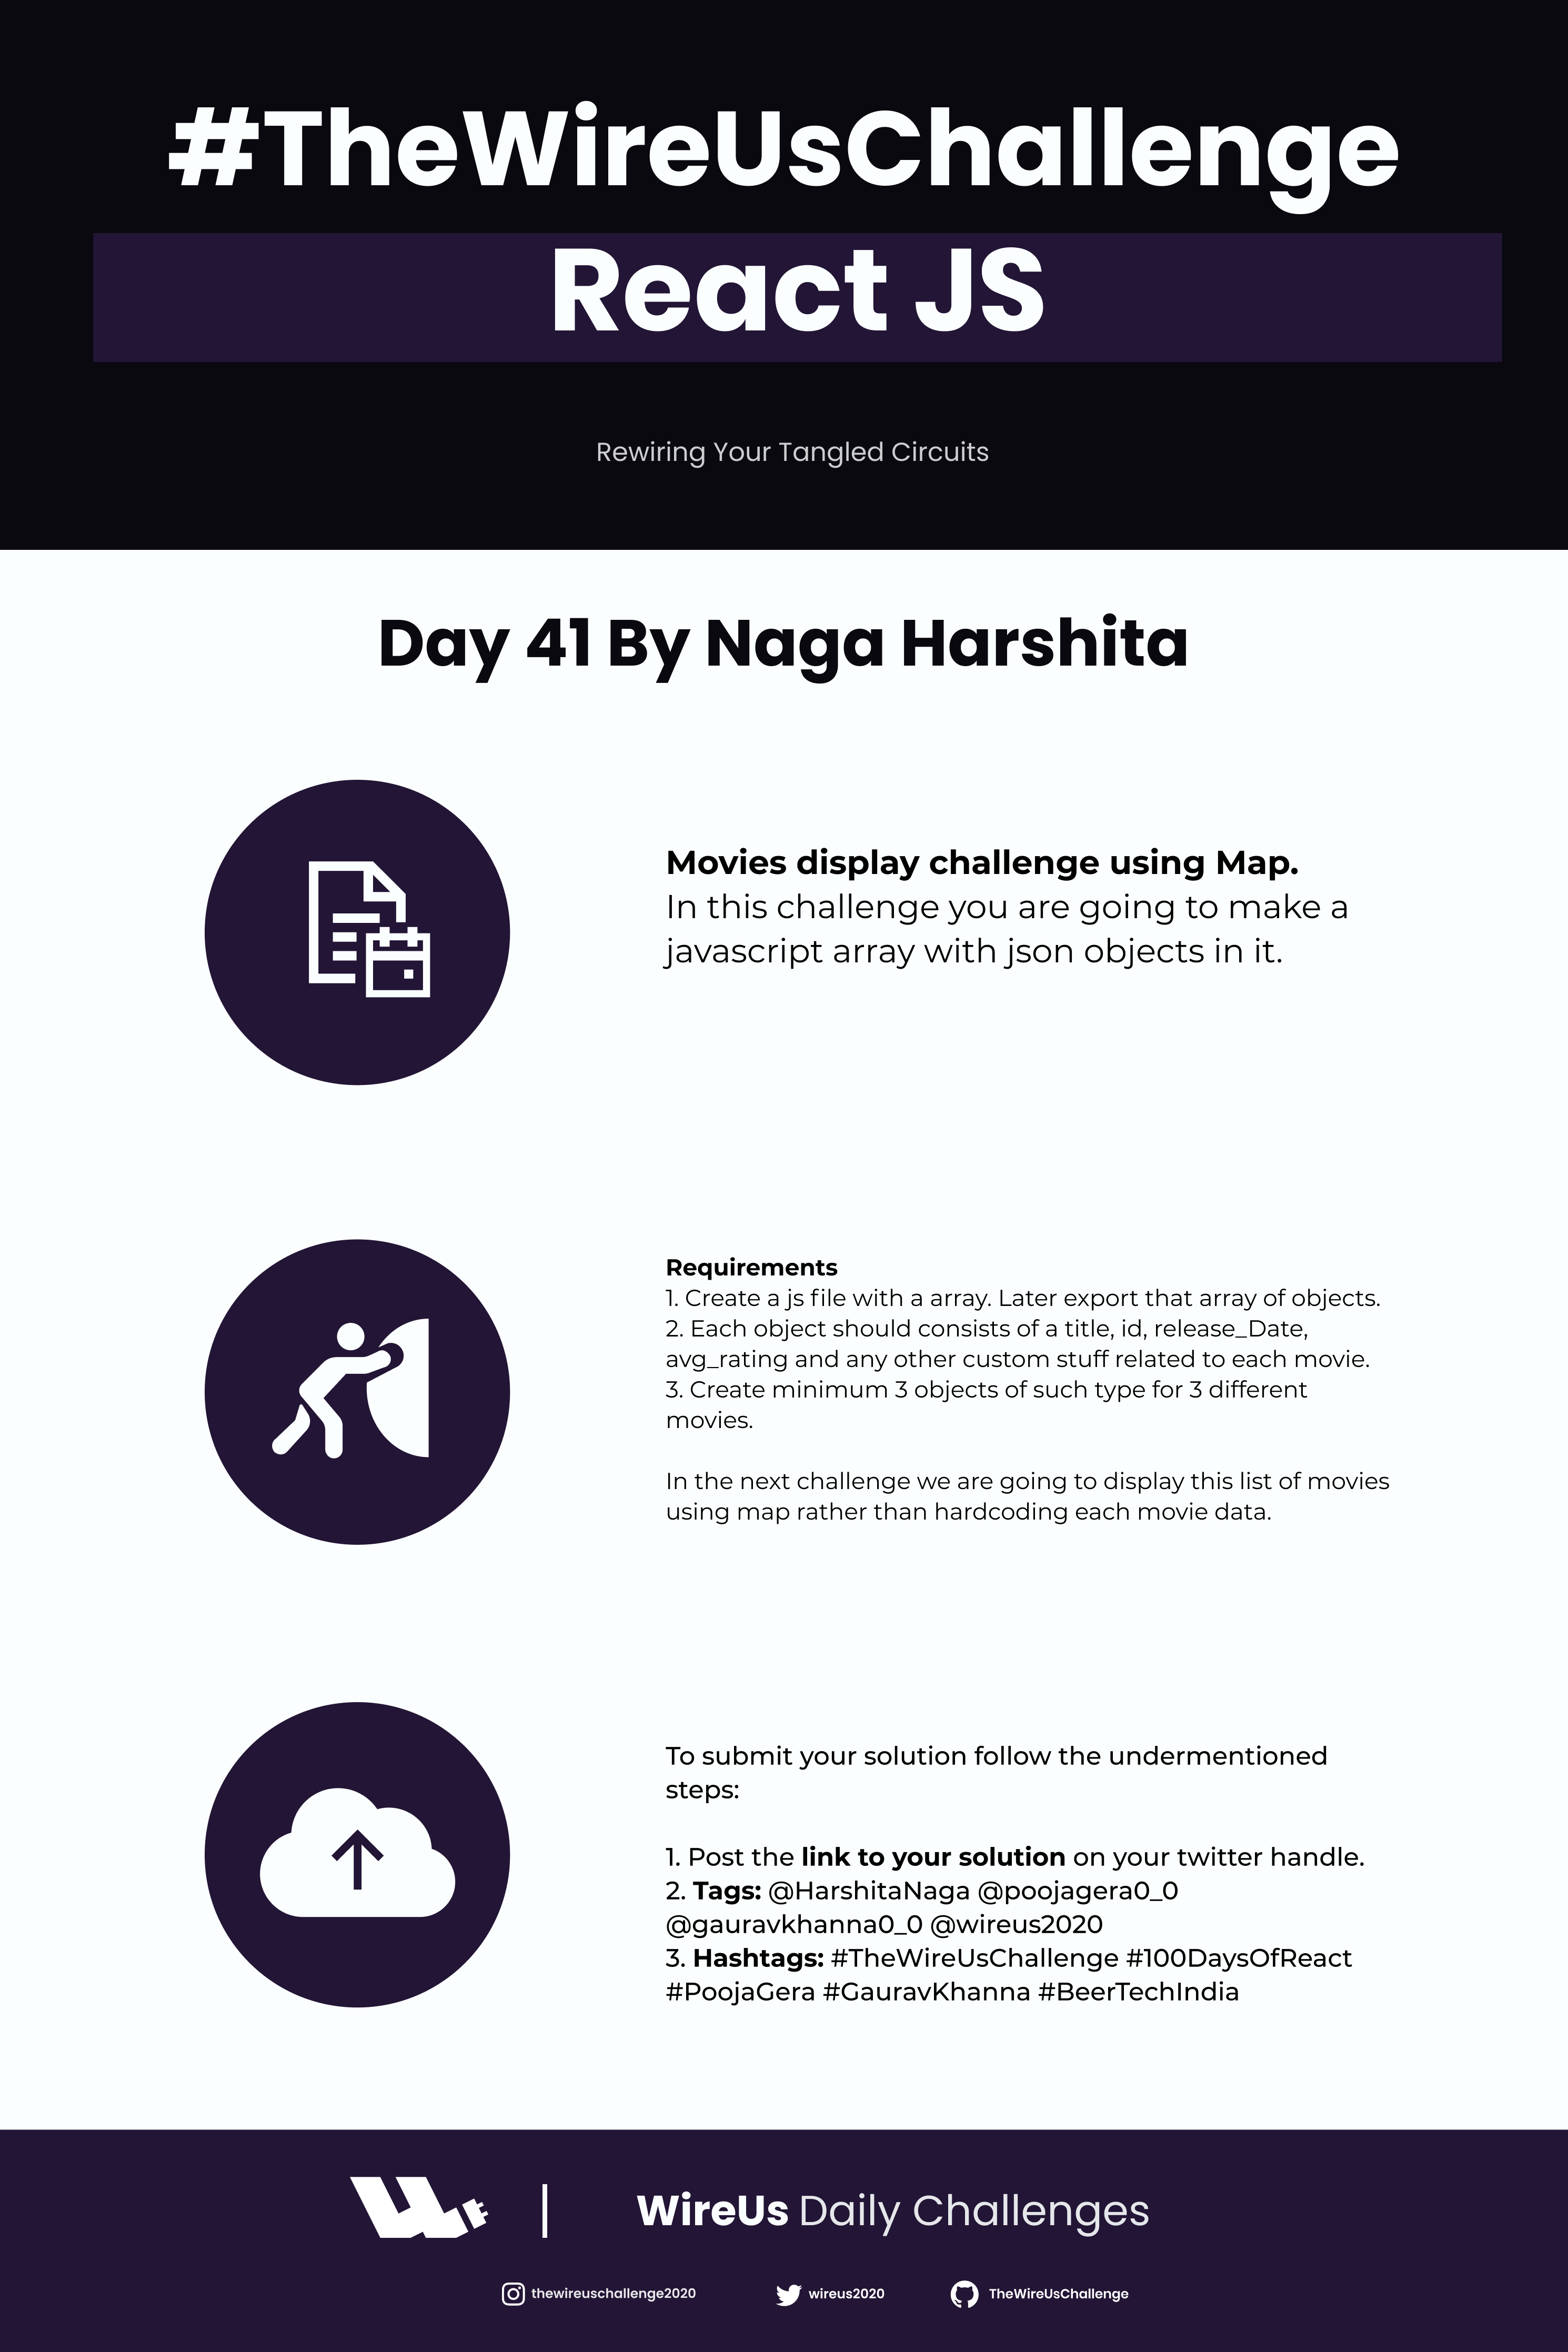 #TheWireUsChallenge
React JS
Rewiring Your Tangled Circuits
Day 41 By Naga Harshita
Movies display challenge using Map.
In this challenge you are going to make a
javascript array with json objects in it.
Requirements
1. Create a js file with a array. Later export that array of objects.
2. Each object should consists of a title, id, release_Date,
avg_rating and any other custom stuff related to each movie.
3. Create minimum 3 objects of such type for 3 different
movies.
In the next challenge we are going to display this list of movies
using map rather than hardcoding each movie data.
To submit your solution follow the undermentioned
steps:
1. Post the link to your solution on your twitter handle.
2. Tags: @HarshitaNaga @poojagera0_0
@gauravkhanna0_0 @wireus2020
3. Hashtags: #TheWireUsChallenge #100DaysOfReact
#PoojaGera #GauravKhanna #BeerTechIndia
WireUs Daily Challenges
thewireuschallenge2020 wireus2020 TheWireUsChallenge